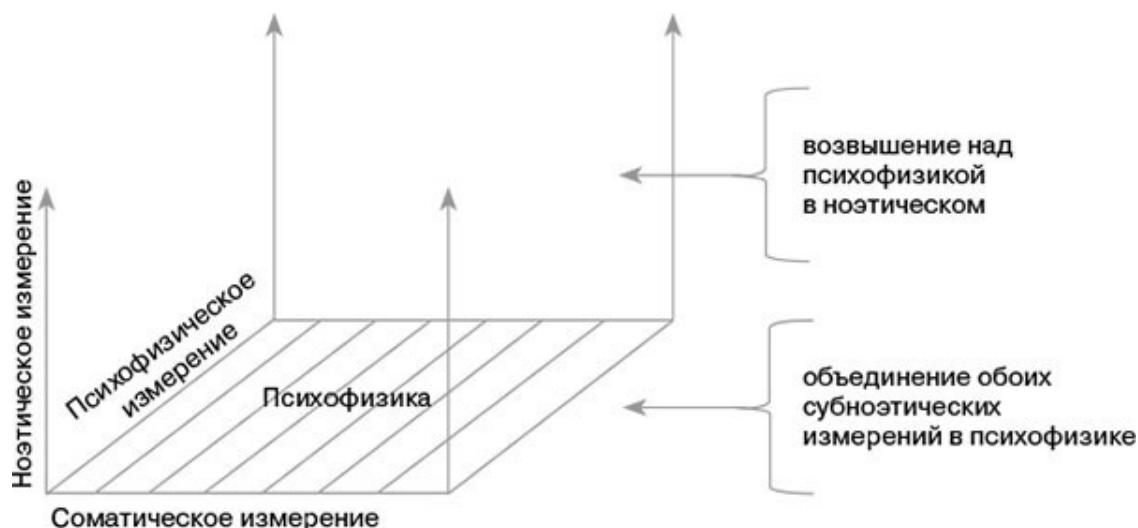 возвышение над
психофизикой
в ноэтическом
Ноэтическое измерение
Психофизическое
измерение
Психофизика
объединение обоих
субноэтических
измерений в психофизике
Соматическое измерение